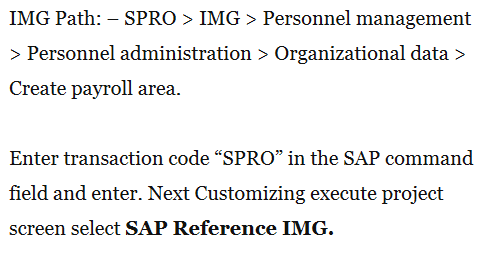 IMG Path: – SPRO > IMG > Personnel management
> Personnel administration > Organizational data >
Create payroll area.
Enter transaction code “SPRO” in the SAP command
field and enter. Next Customizing execute project
screen select SAP Reference IMG.